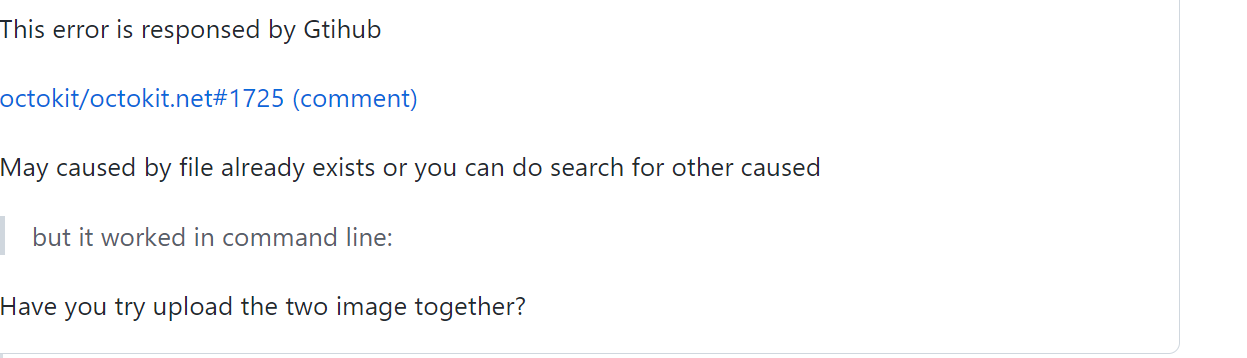 This error is responsed by Gtihub
octokit/octokit.net#1725 (comment)
May caused by file already exists or you can do search for other caused
but it worked in command line:
Have you try upload the two image together?